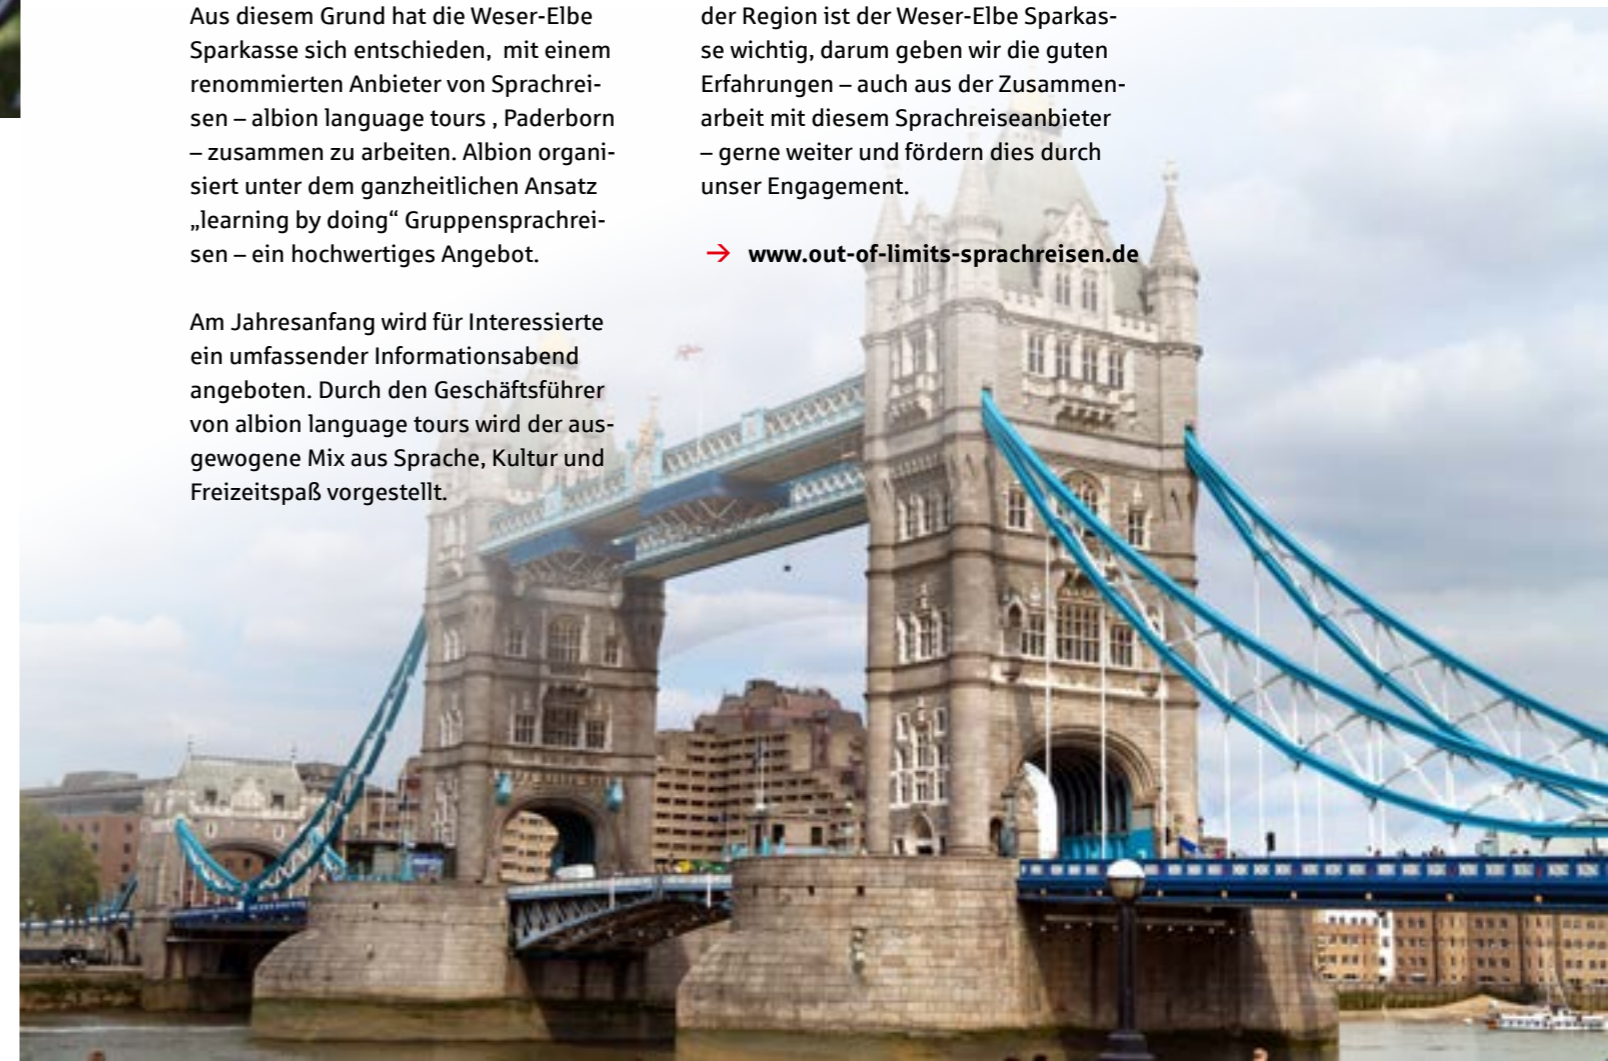 Aus diesem Grund hat die Weser-Elbe
Sparkasse sich entschieden,  mit einem
renommierten Anbieter von Sprachrei-
sen – albion language tours , Paderborn
– zusammen zu arbeiten. Albion organi-
siert unter dem ganzheitlichen Ansatz
„learning by doing“ Gruppensprachrei-
sen – ein hochwertiges Angebot.
Am Jahresanfang wird für Interessierte
ein umfassender Informationsabend
angeboten. Durch den Geschäftsführer
von albion language tours wird der aus-
gewogene Mix aus Sprache, Kultur und
Freizeitspaß vorgestellt.
der Region ist der Weser-Elbe Sparkas-
se wichtig, darum geben wir die guten
Erfahrungen – auch aus der Zusammen-
arbeit mit diesem Sprachreiseanbieter
– gerne weiter und fördern dies durch
unser Engagement.
→ www.out-of-limits-sprachreisen.de